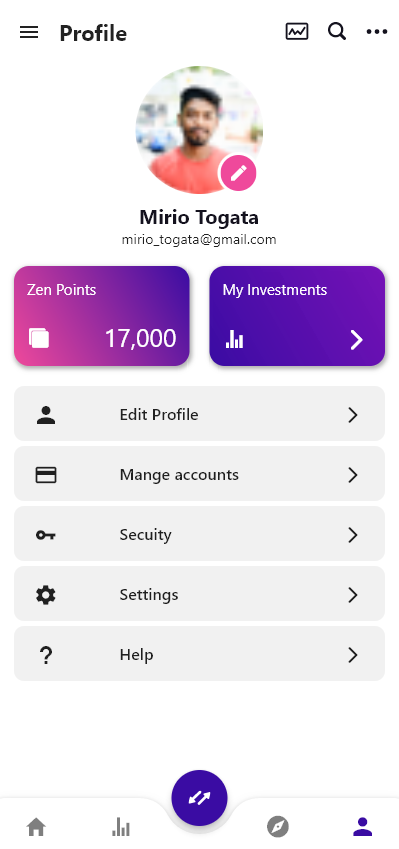 Profile
Mirio Togata
mirio_togata@gmail.com
Zen Points
17,000
My Investments
Edit Profile
Mange accounts
Secuity
Settings
Help